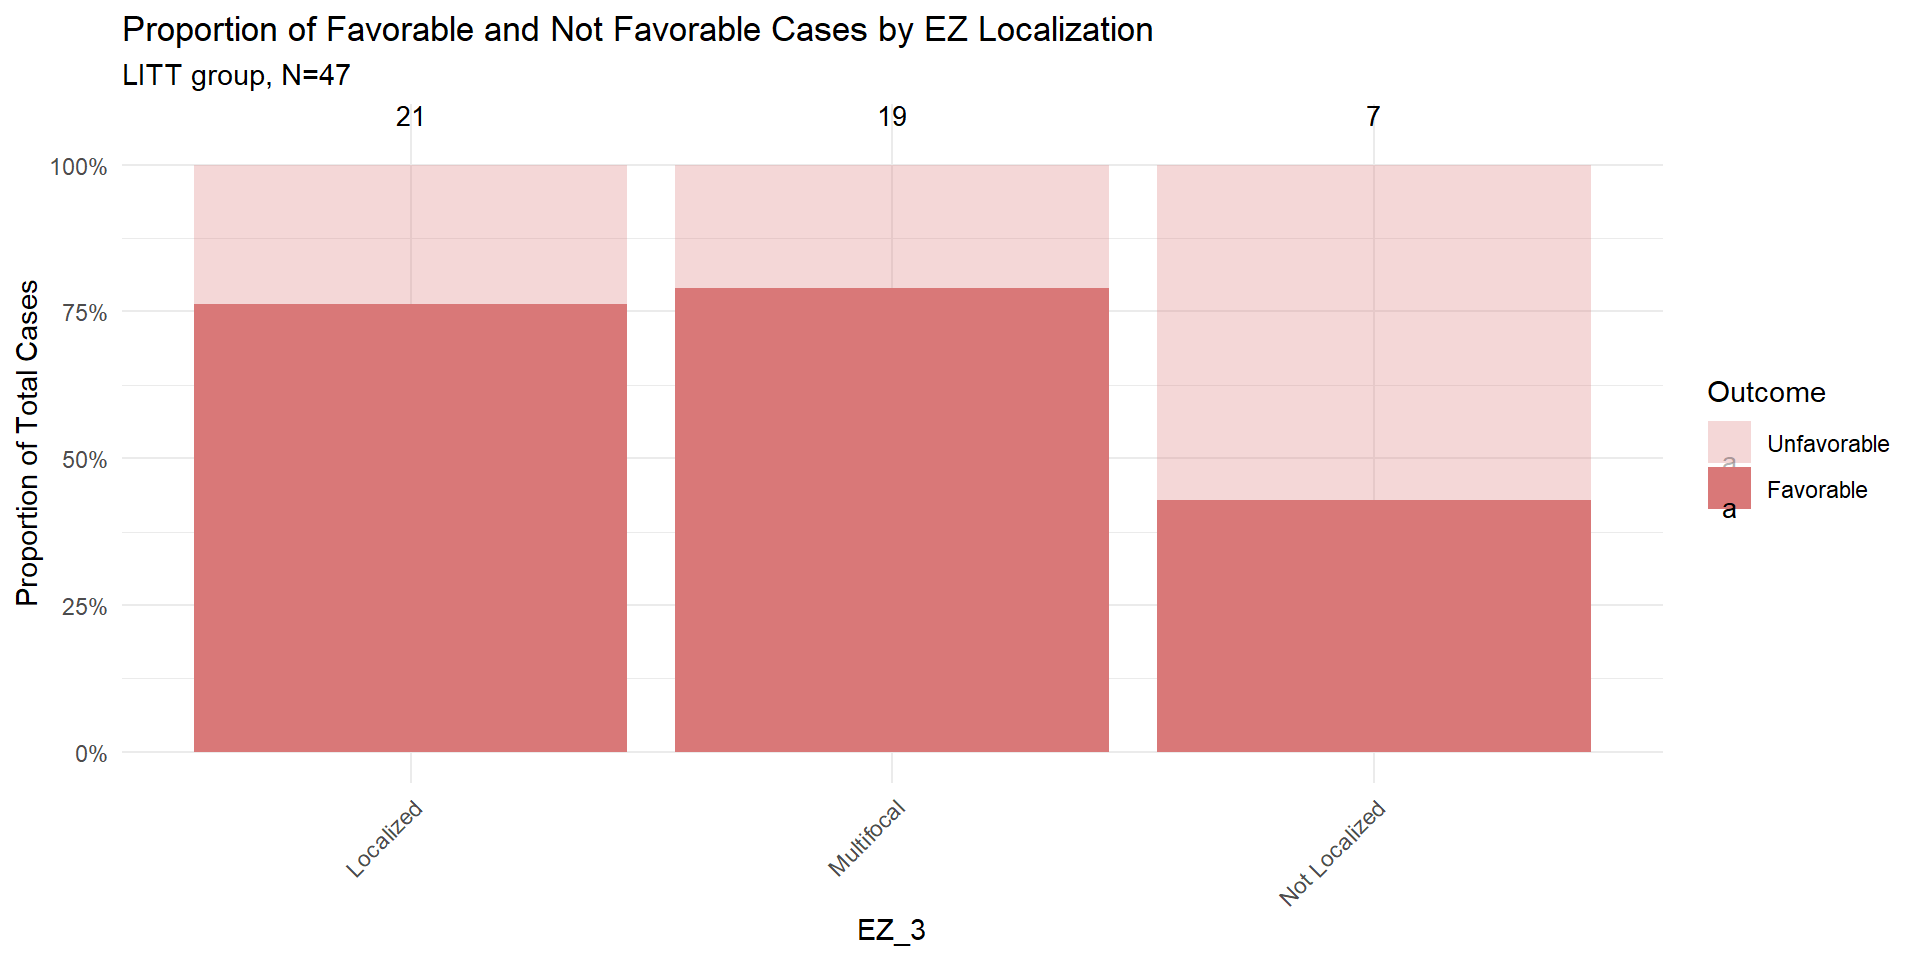 Proportion of Favorable and Not Favorable Cases by EZ Localization
LITT group, N=47
21 19 7
100%
75%
50%
25%
0%
Proportion of Total Cases
Localized Multifocal Not Localized
EZ_3
Outcome
a Unfavorable
a Favorable